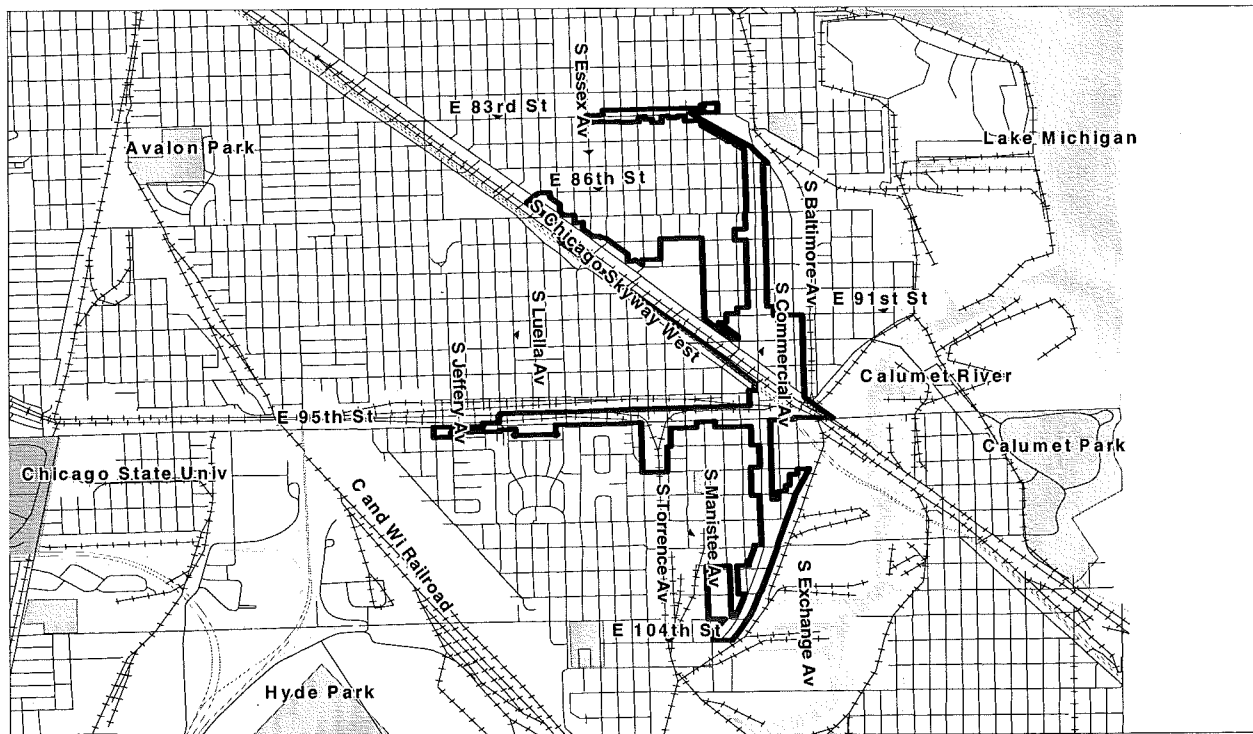 S Essex Av
E 83rd St
Avalon Park
Lake Michigan
E 86th St
S Baltimore Av
S Chicago Skyway West
S Commercial Av
E 91st St
S Luella Av
S Jeffery Av
Calumet River
E 95th St
Calumet Park
Chicago State Univ
C and WI Railroad
S Torrence Av
S Manistee Av
S Exchange Av
E 104th St
Hyde Park